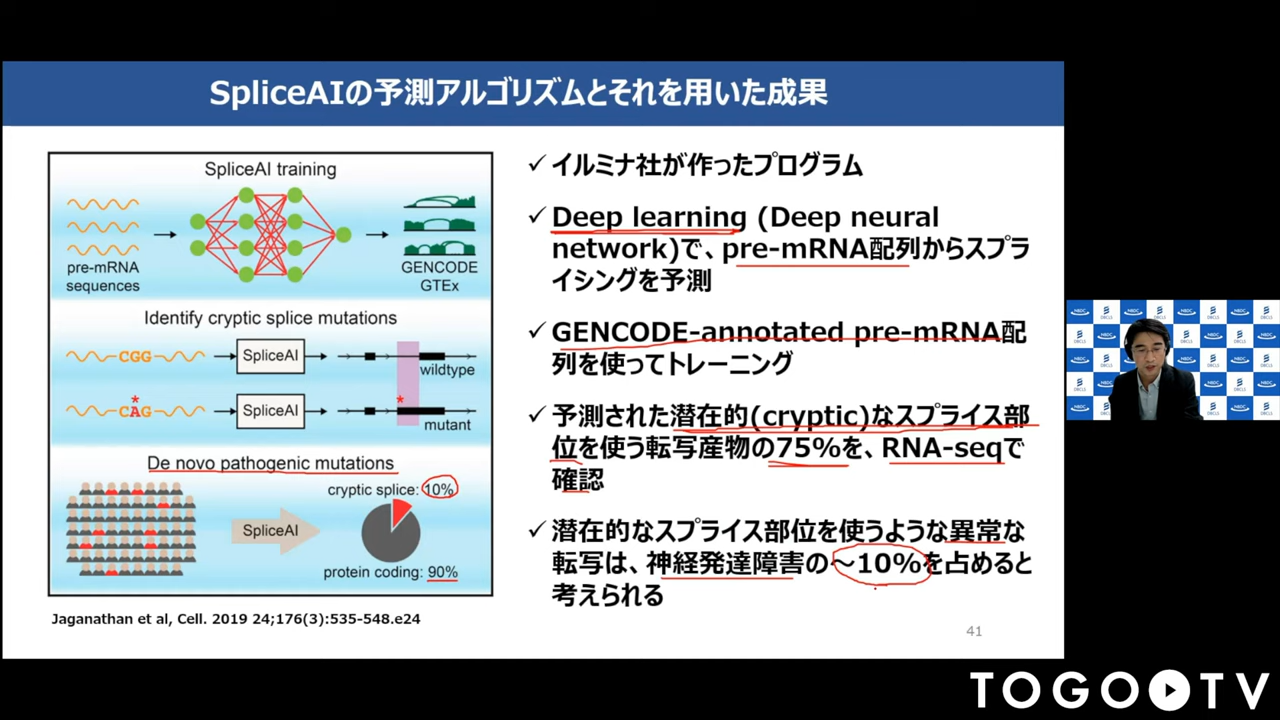 SpliceAIの予測アルゴリズムとそれを用いた成果
SpliceAI training
pre-mRNA
sequences
GENCODE
GTEx
Identify cryptic splice mutations
CGG
SpliceAI
wildtype
*
*
CAG
SpliceAI
mutant
De novo pathogenic mutations
cryptic splice: 10%
SpliceAI
protein coding: 90%
Jaganathan et al, Cell. 2019 24;176(3):535-548.e24
✓イルミナ社が作ったプログラム
✓Deep learning (Deep neural
network)で、pre-mRNA配列からスプラ
イシングを予測
✓GENCODE-annotated pre-mRNA配
列を使ってトレーニング
✓予測された潜在的(cryptic)なスプライス部
位を使う転写産物の75%を、RNA-seqで
確認
✓潜在的なスプライス部位を使うような異常な
転写は、神経発達障害の～10%を占めると
考えられる
41
NBDC
DBCLS
TOGOTV